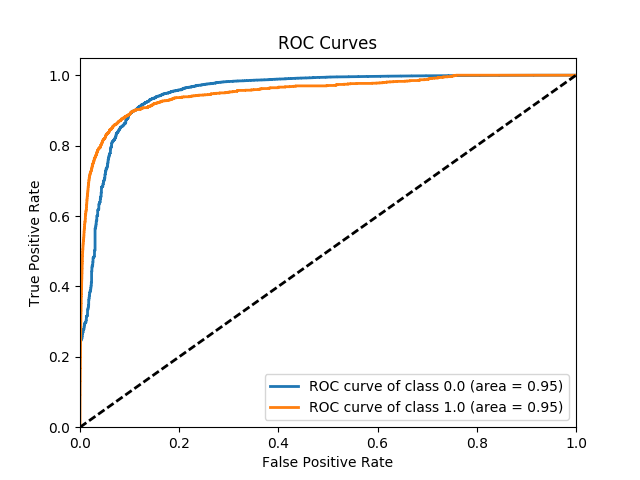 ROC Curves
True Positive Rate
1.0
0.8
0.6
0.4
0.2
0.0
ROC curve of class 0.0 (area = 0.95)
ROC curve of class 1.0 (area = 0.95)
0.0 0.2 0.4 0.6 0.8 1.0
False Positive Rate